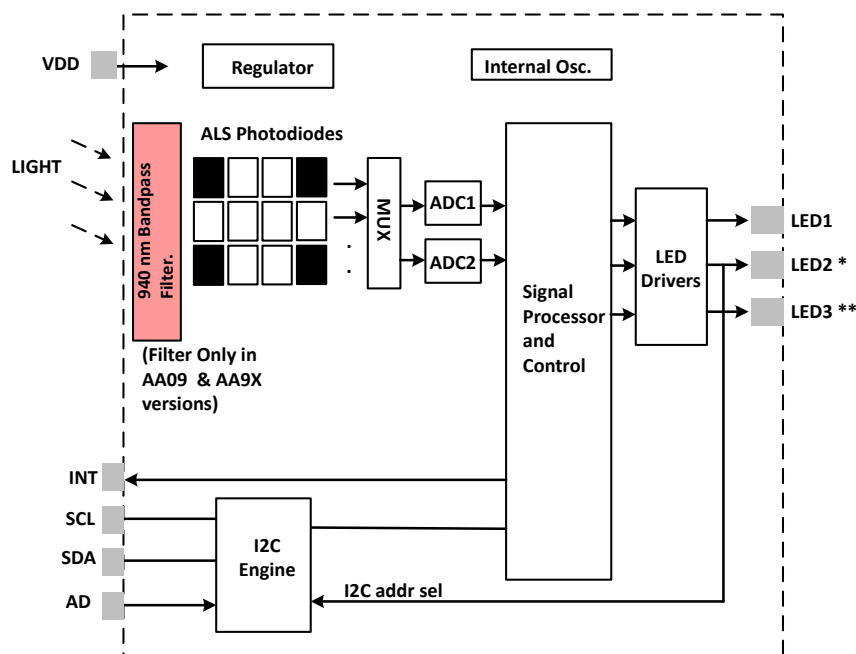 VDD
Regulator
Internal Osc.
LIGHT
940 nm Bandpass
Filter.
ALS Photodiodes
.
.
MUX
ADC1
ADC2
Signal
Processor
and
Control
LED
Drivers
LED1
LED2 *
LED3 **
(Filter Only in
AA09 & AA9X
versions)
INT
SCL
SDA
AD
I2C
Engine
I2C addr sel